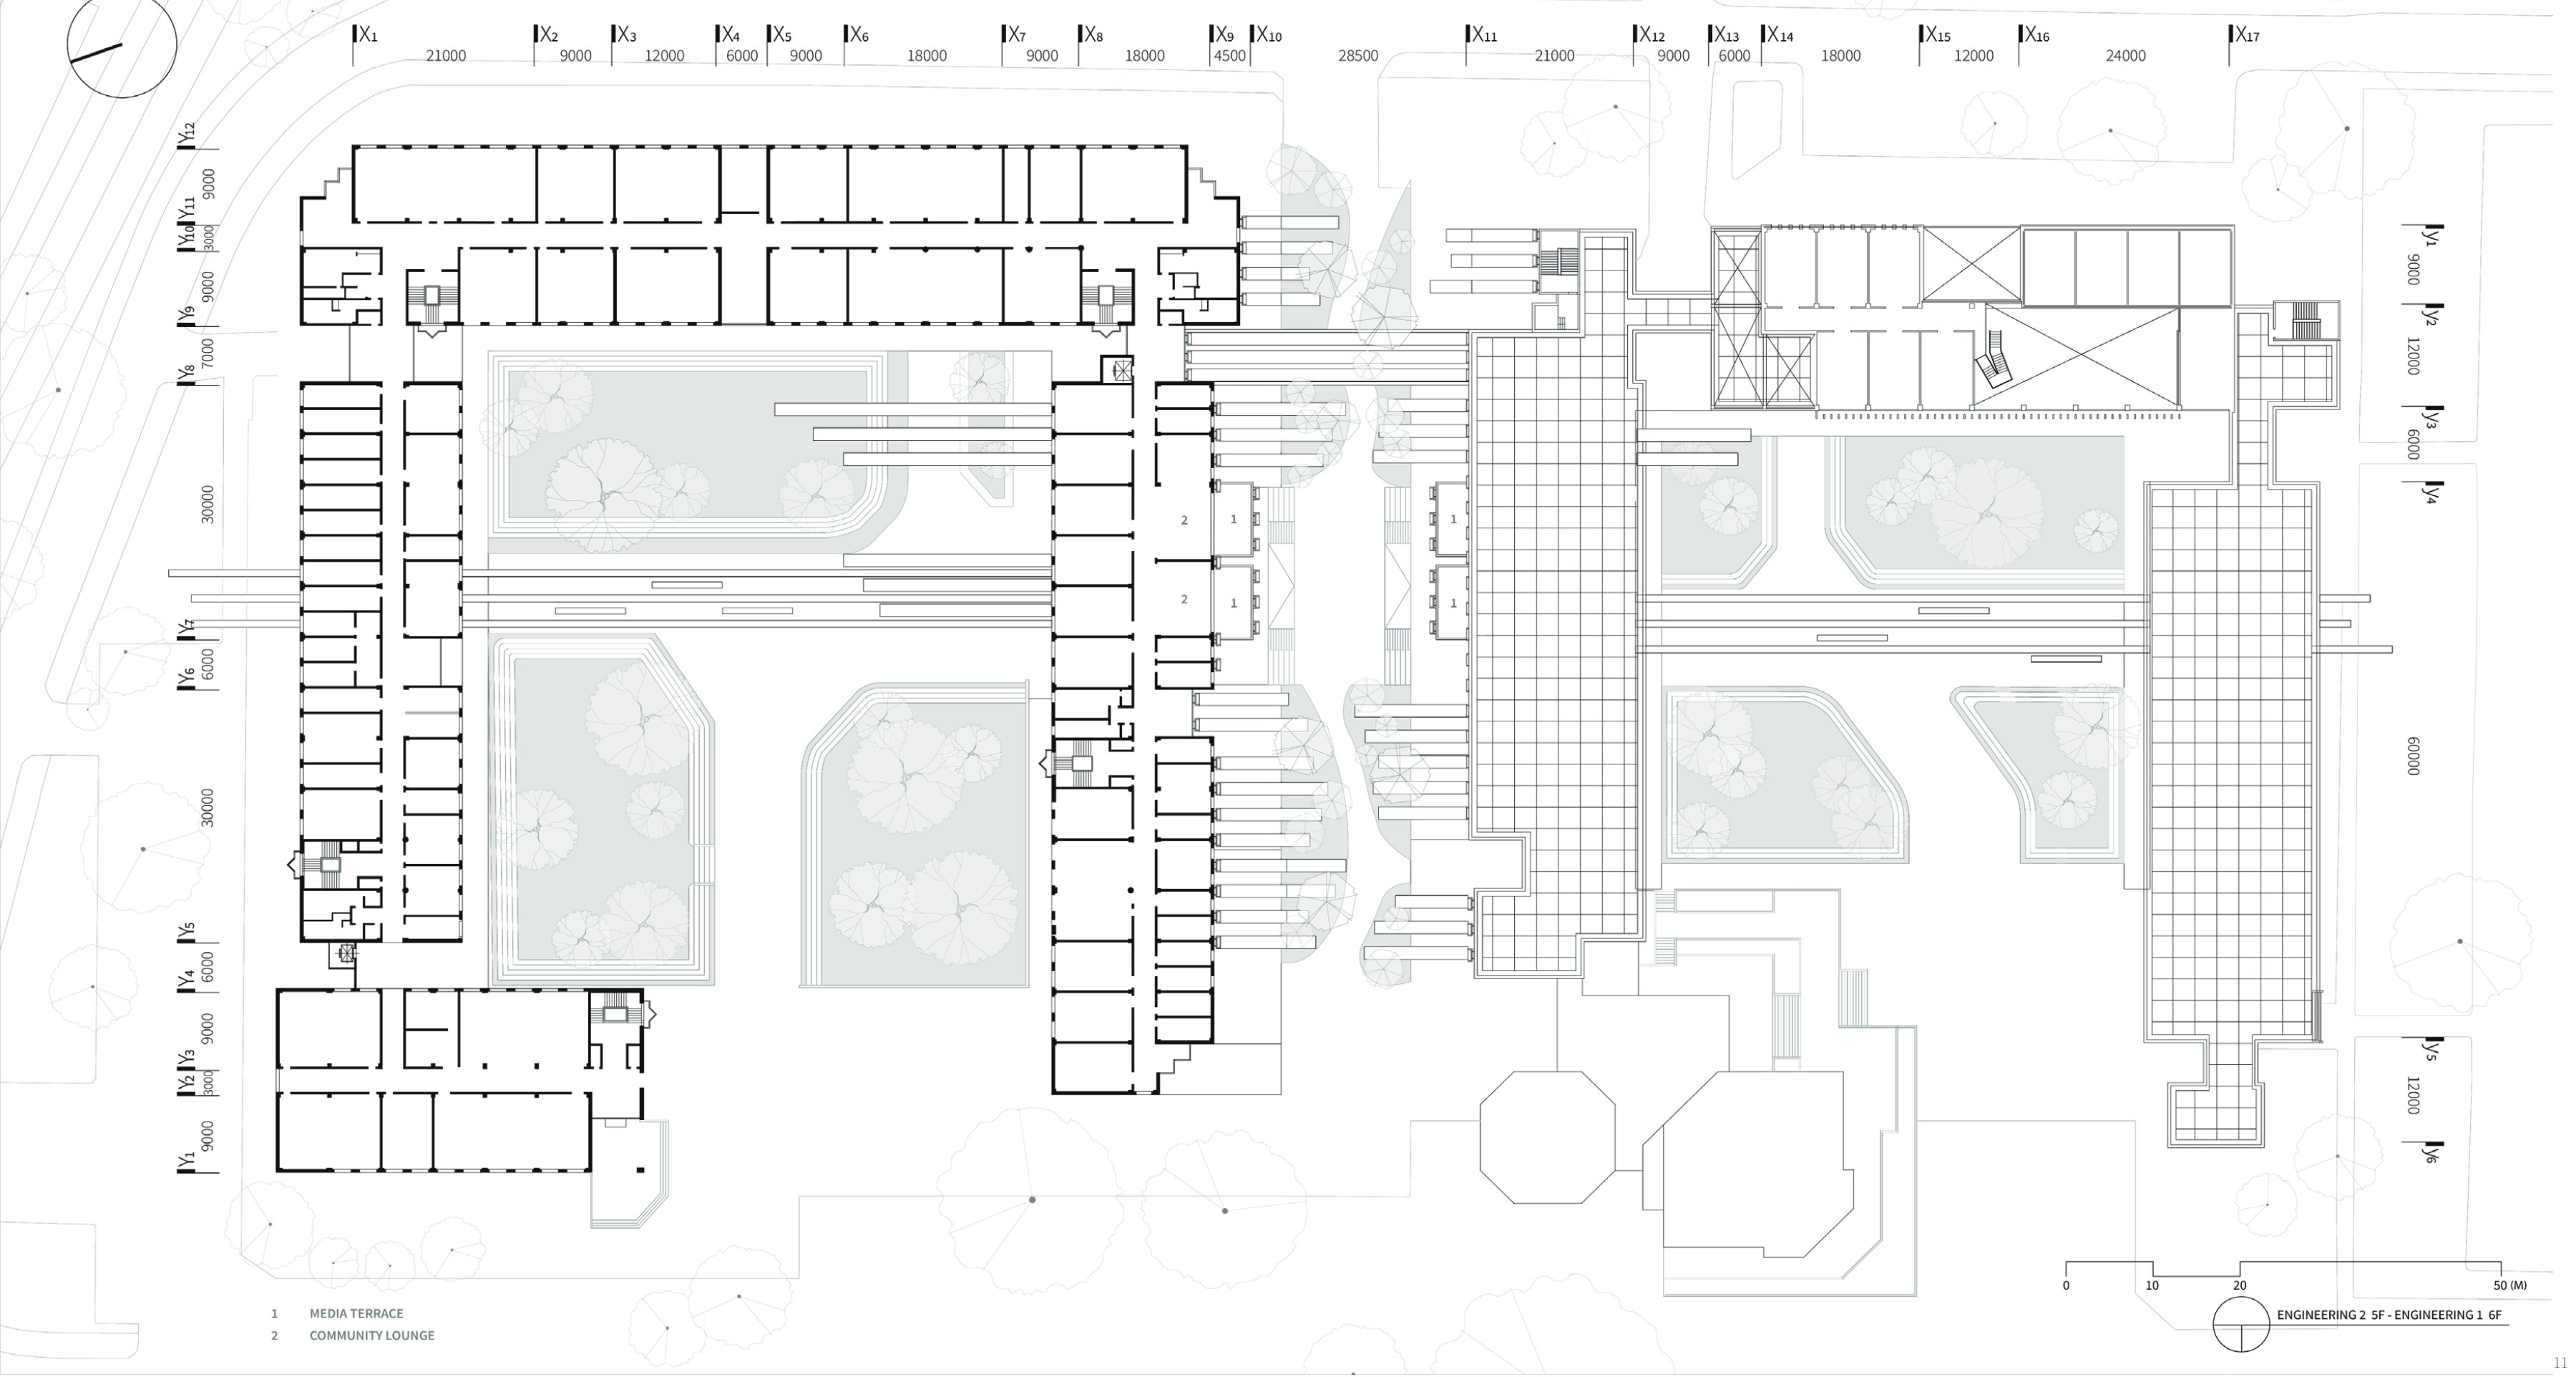 X1 X2 X3 X4 X5 X6 X7 X8 X9 X10 X11 X12 X13 X14 X15 X16 X17
21000 9000 12000 6000 9000 18000 9000 18000 4500 28500 21000 9000 6000 18000 12000 24000
Y12
9000
Y11
Y10
3000
9000
Y9
7000
Y8
30000
Y7
6000
Y6
30000
Y5
6000
Y4
9000
Y3
Y2
3000
9000
Y1
2 1 1
2 1 1
y1
9000
y2
12000
y3
6000
y4
60000
y5
12000
y6
0 10 20 50 (M)
1 MEDIA TERRACE
2 COMMUNITY LOUNGE
ENGINEERING 2 5F - ENGINEERING 1 6F
11